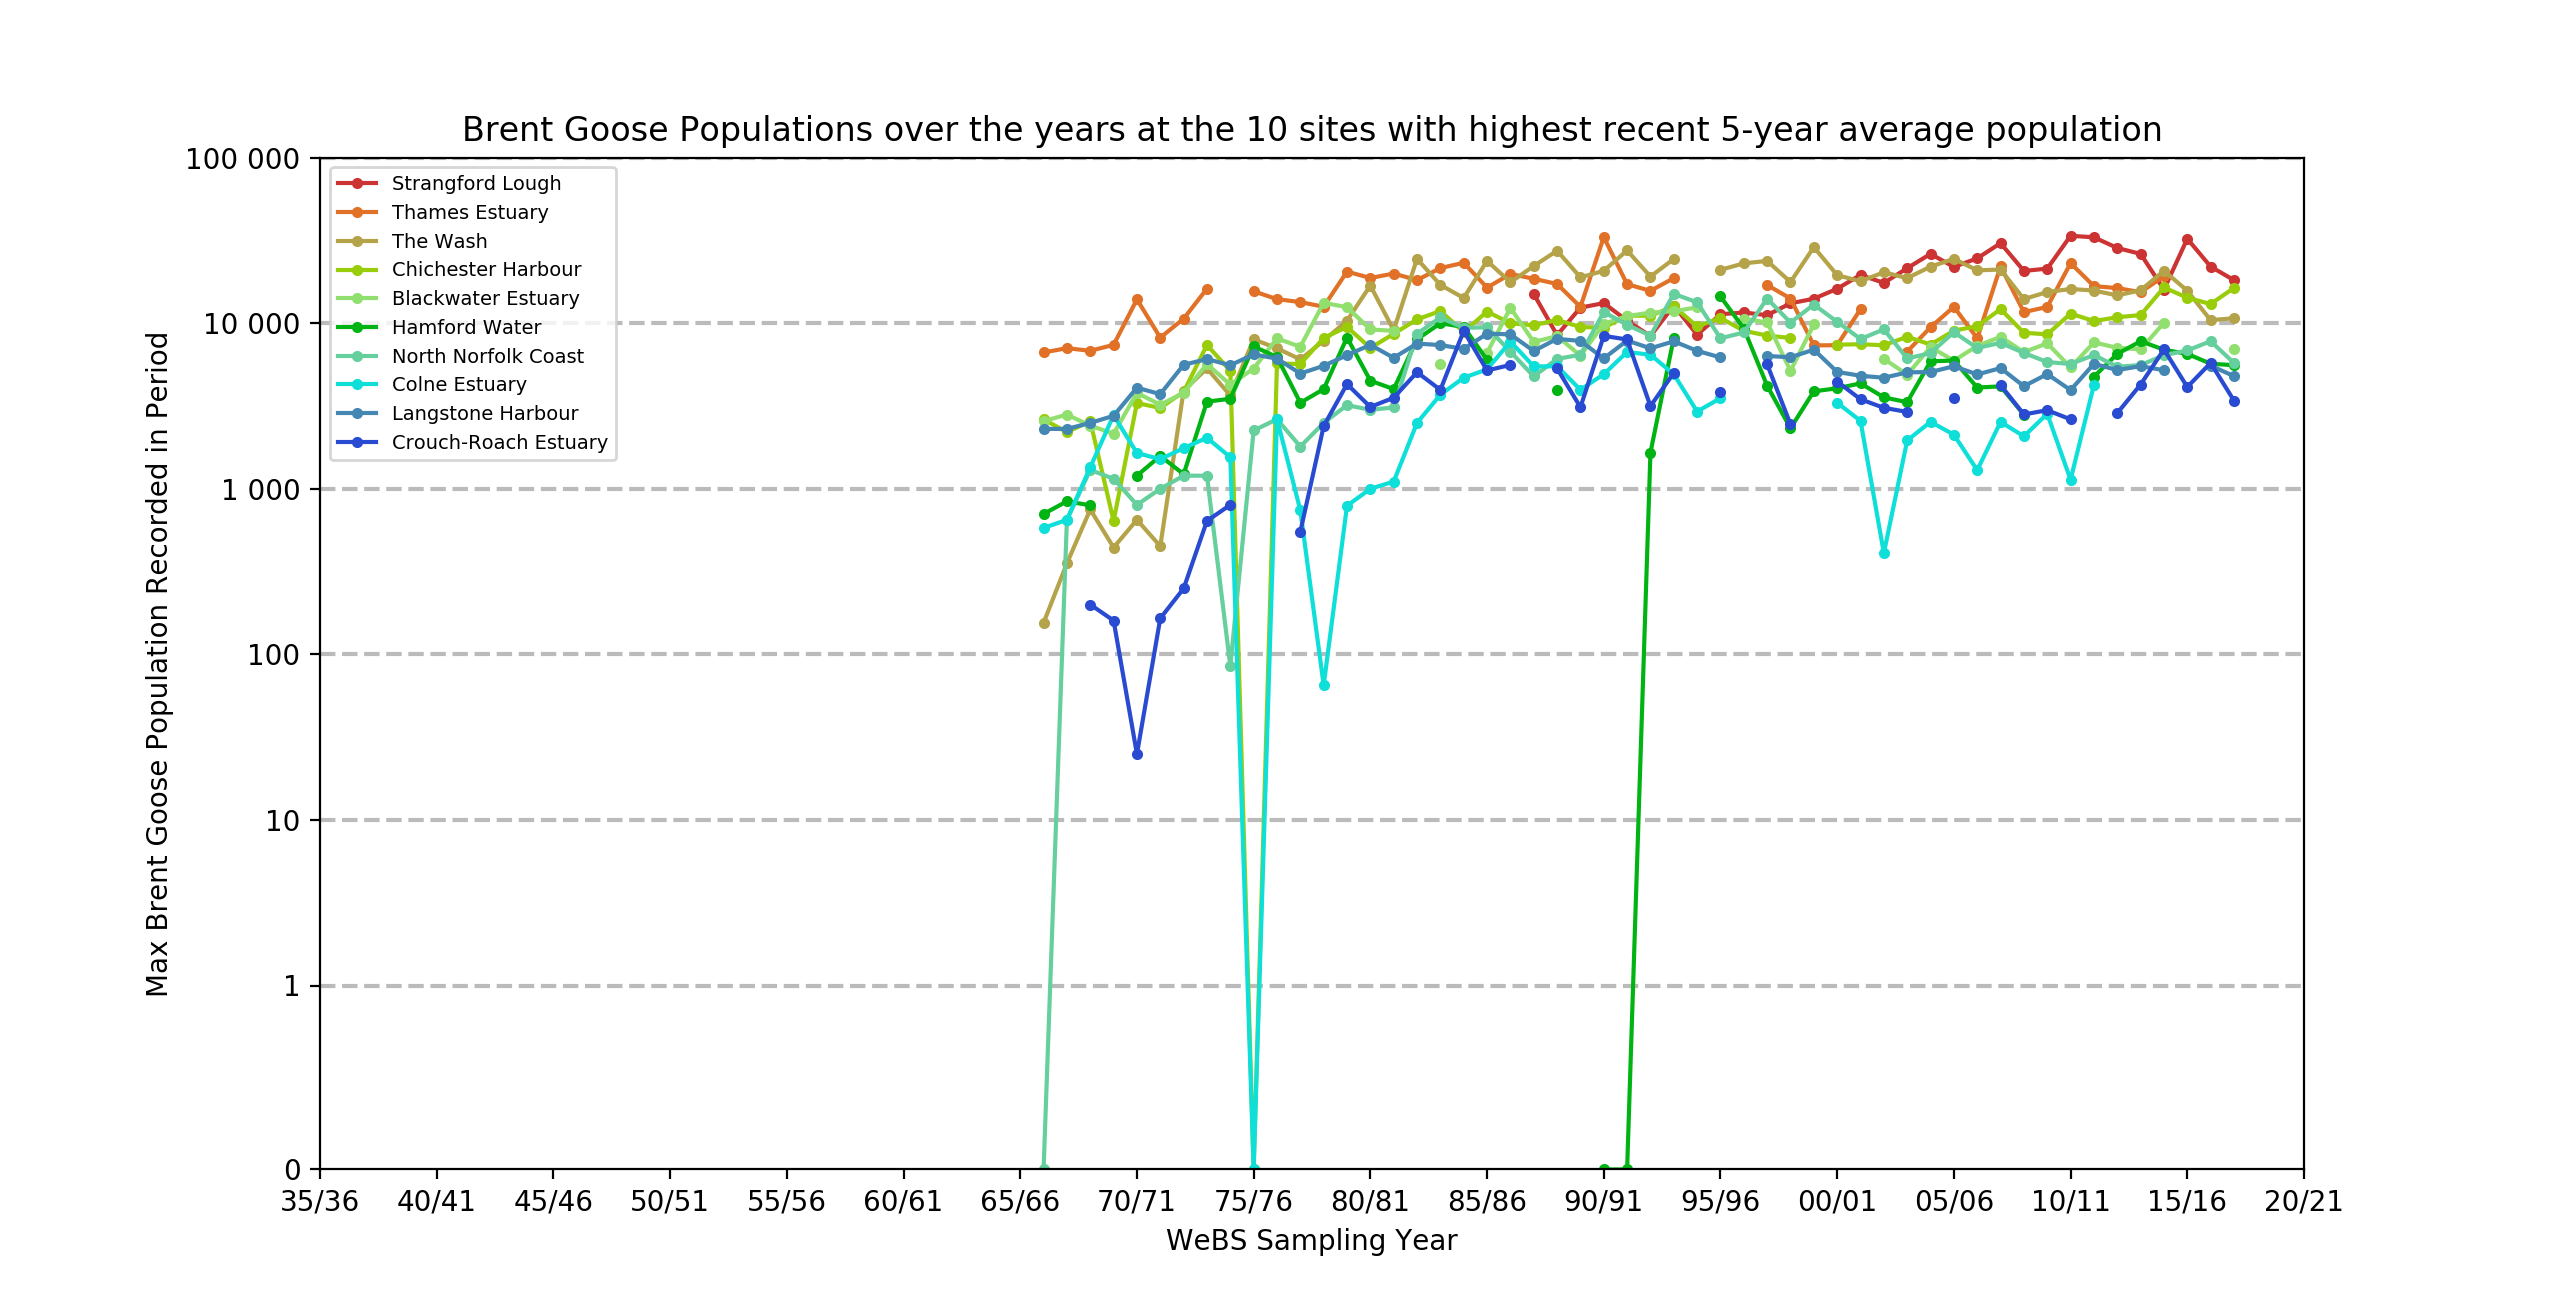 Brent Goose Populations over the years at the 10 sites with highest recent 5-year average population
100 000
10 000
1 000
100
10
1
0
Max Brent Goose Population Recorded in Period
Strangford Lough
Thames Estuary
The Wash
Chichester Harbour
Blackwater Estuary
Hamford Water
North Norfolk Coast
Colne Estuary
Langstone Harbour
Crouch-Roach Estuary
35/36 40/41 45/46 50/51 55/56 60/61 65/66 70/71 75/76 80/81 85/86 90/91 95/96 00/01 05/06 10/11 15/16 20/21
WeBS Sampling Year